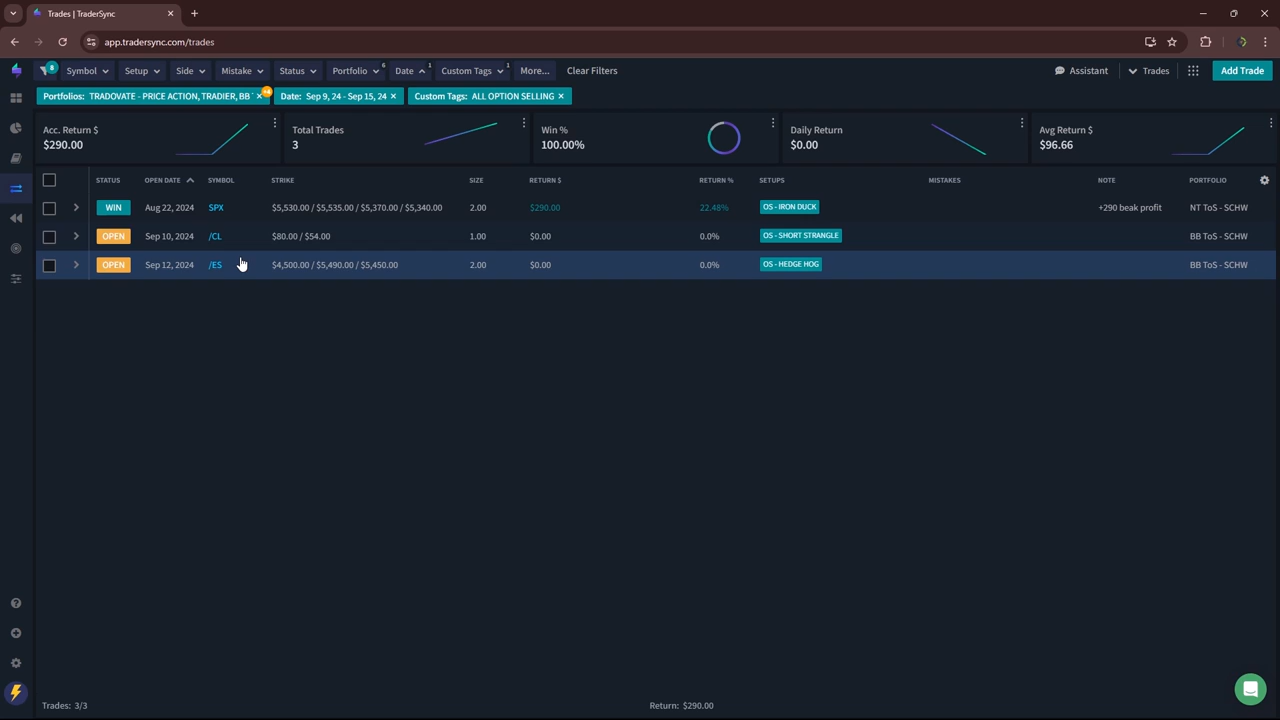 Trades | TraderSync
app.tradersync.com/trades
8 Symbol Setup Side Mistake Status Portfolio 6 Date 1 Custom Tags 1 More... Clear Filters Assistant Trades Add Trade
Portfolios: TRADOVATE - PRICE ACTION, TRADIER, BB +4 Date: Sep 9, 24 - Sep 15, 24 Custom Tags: ALL OPTION SELLING
Acc. Return $ Total Trades Win % Daily Return Avg Return $
$290.00 3 100.00% $0.00 $96.66
STATUS OPEN DATE SYMBOL STRIKE SIZE RETURN $ RETURN % SETUPS MISTAKES NOTE PORTFOLIO
WIN Aug 22, 2024 SPX $5,530.00 / $5,535.00 / $5,370.00 / $5,340.00 2.00 $290.00 22.48% OS - IRON DUCK +290 beak profit NT ToS - SCHW
OPEN Sep 10, 2024 /CL $80.00 / $54.00 1.00 $0.00 0.0% OS - SHORT STRANGLE BB ToS - SCHW
OPEN Sep 12, 2024 /ES $4,500.00 / $5,490.00 / $5,450.00 2.00 $0.00 0.0% OS - HEDGE HOG BB ToS - SCHW
Trades: 3/3 Return: $290.00